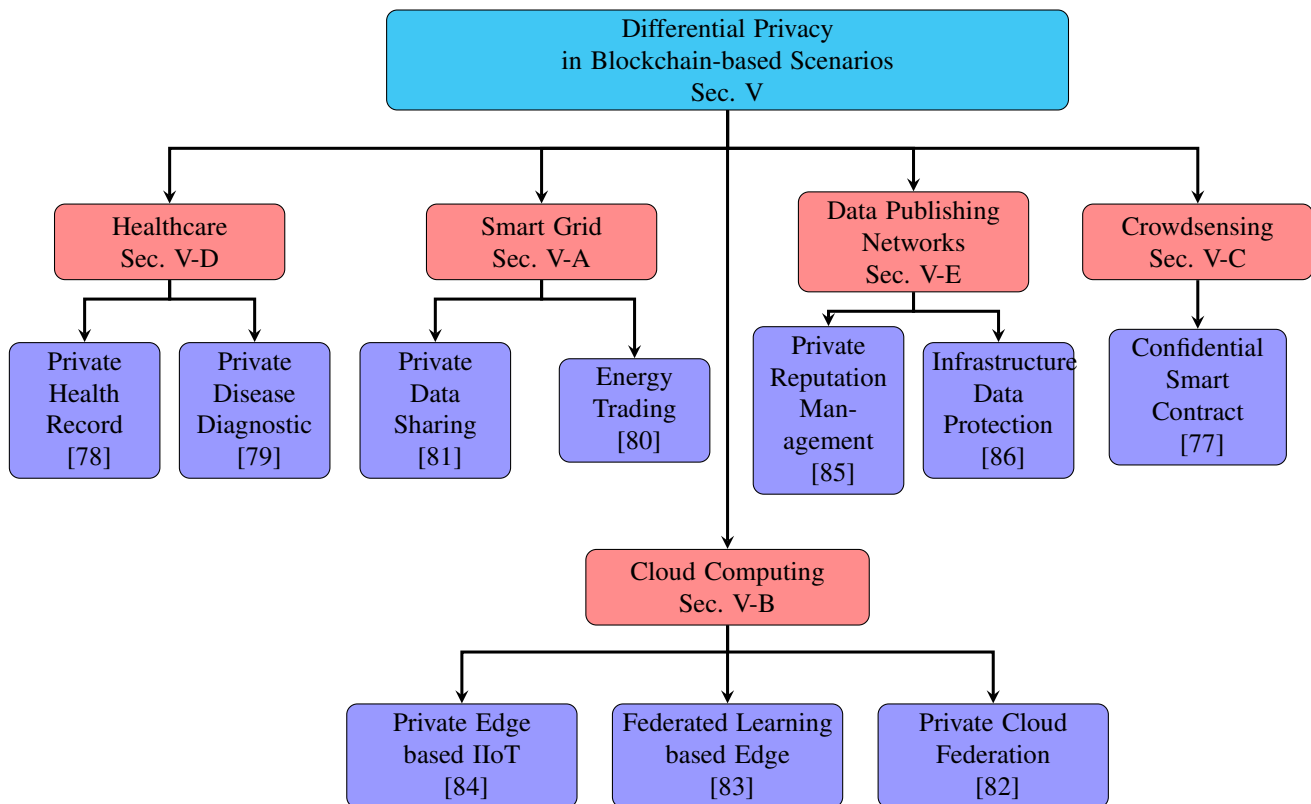 Differential Privacy
in Blockchain-based Scenarios
Sec. V
Healthcare
Sec. V-D
Smart Grid
Sec. V-A
Data Publishing
Networks
Sec. V-E
Crowdsensing
Sec. V-C
Private
Health
Record
[78]
Private
Disease
Diagnostic
[79]
Private
Data
Sharing
[81]
Energy
Trading
[80]
Private
Reputation
Man-
agement
[85]
Infrastructure
Data
Protection
[86]
Confidential
Smart
Contract
[77]
Cloud Computing
Sec. V-B
Private Edge
based IIoT
[84]
Federated Learning
based Edge
[83]
Private Cloud
Federation
[82]